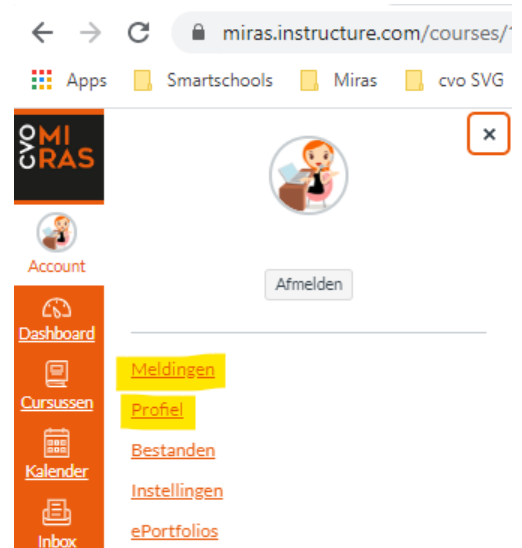 miras.instructure.com/courses/1
Apps
Smartschools
Miras
cvo SVG
CVO MI
RAS
×
Account
Afmelden
Dashboard
Meldingen
Cursussen
Profiel
Kalender
Bestanden
Instellingen
Inbox
ePortfolios